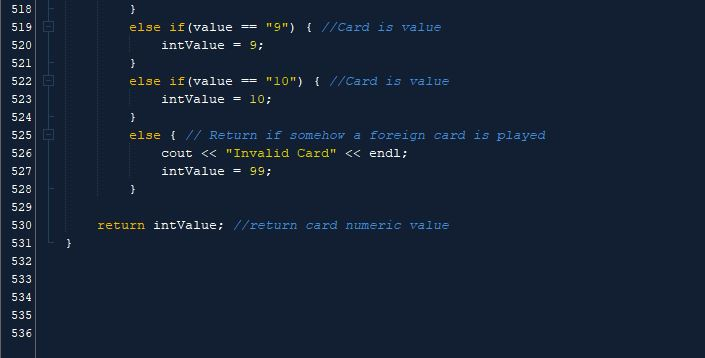 518 }
519 else if(value == "9") { //Card is value
520 intValue = 9;
521 }
522 else if(value == "10") { //Card is value
523 intValue = 10;
524 }
525 else { // Return if somehow a foreign card is played
526 cout << "Invalid Card" << endl;
527 intValue = 99;
528 }
529
530 return intValue; //return card numeric value
531 }
532
533
534
535
536